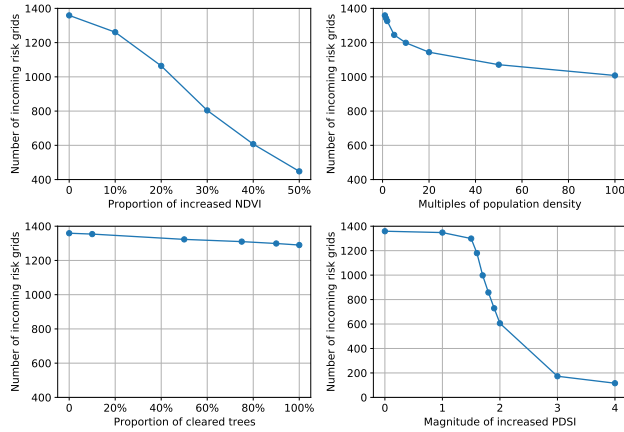 1400
1200
1000
800
600
400
Number of incoming risk grids
0 10% 20% 30% 40% 50%
Proportion of increased NDVI
1400
1200
1000
800
600
400
Number of incoming risk grids
0 20 40 60 80 100
Multiples of population density
1400
1200
1000
800
600
400
Number of incoming risk grids
0 20% 40% 60% 80% 100%
Proportion of cleared trees
1400
1200
1000
800
600
400
200
0
Number of incoming risk grids
0 1 2 3 4
Magnitude of increased PDSI